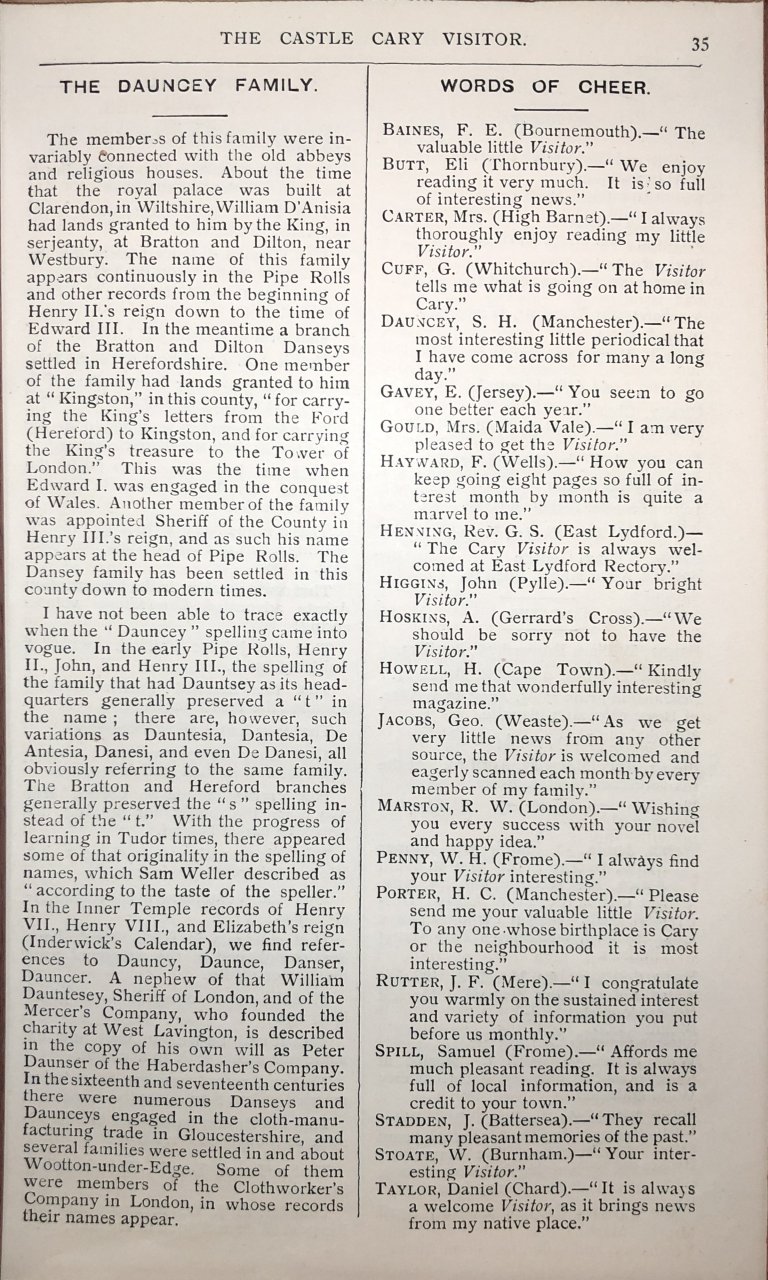 THE CASTLE CARY VISITOR.
35
THE DAUNCEY FAMILY.
The members of this family were in-
variably connected with the old abbeys
and religious houses. About the time
that the royal palace was built at
Clarendon, in Wiltshire, William D'Anisia
had lands granted to him by the King, in
serjeanty, at Bratton and Dilton, near
Westbury. The name of this family
appears continuously in the Pipe Rolls
and other records from the beginning of
Henry II.'s reign down to the time of
Edward III. In the meantime a branch
of the Bratton and Dilton Danseys
settled in Herefordshire. One member
of the family had lands granted to him
at "Kingston," in this county, "for carry-
ing the King's letters from the Ford
(Hereford) to Kingston, and for carrying
the King's treasure to the Tower of
London." This was the time when
Edward I. was engaged in the conquest
of Wales. Another member of the family
was appointed Sheriff of the County in
Henry III.'s reign, and as such his name
appears at the head of Pipe Rolls. The
Dansey family has been settled in this
county down to modern times.
I have not been able to trace exactly
when the "Dauncey" spelling came into
vogue. In the early Pipe Rolls, Henry
II., John, and Henry III., the spelling of
the family that had Dauntsey as its head-
quarters generally preserved a "t" in
the name; there are, however, such
variations as Dauntesia, Dantesia, De
Antesia, Danesi, and even De Danesi, all
obviously referring to the same family.
The Bratton and Hereford branches
generally preserved the "s" spelling in-
stead of the "t." With the progress of
learning in Tudor times, there appeared
some of that originality in the spelling of
names, which Sam Weller described as
"according to the taste of the speller."
In the Inner Temple records of Henry
VII., Henry VIII., and Elizabeth's reign
(Inderwick's Calendar), we find refer-
ences to Dauncy, Daunce, Danser,
Dauncer. A nephew of that William
Dauntesey, Sheriff of London, and of the
Mercer's Company, who founded the
charity at West Lavington, is described
in the copy of his own will as Peter
Daunser of the Haberdasher's Company.
In the sixteenth and seventeenth centuries
there were numerous Danseys and
Daunceys engaged in the cloth-manu-
facturing trade in Gloucestershire, and
several families were settled in and about
Wootton-under-Edge. Some of them
were members of the Clothworker's
Company in London, in whose records
their names appear.
WORDS OF CHEER.
BAINES, F. E. (Bournemouth).—"The
valuable little Visitor."
BUTT, Eli (Thornbury).—"We enjoy
reading it very much. It is so full
of interesting news."
CARTER, Mrs. (High Barnet).—"I always
thoroughly enjoy reading my little
Visitor."
CUFF, G. (Whitchurch).—"The Visitor
tells me what is going on at home in
Cary."
DAUNCEY, S. H. (Manchester).—"The
most interesting little periodical that
I have come across for many a long
day."
GAVEY, E. (Jersey).—"You seem to go
one better each year."
GOULD, Mrs. (Maida Vale).—"I am very
pleased to get the Visitor."
HAYWARD, F. (Wells).—"How you can
keep going eight pages so full of in-
terest month by month is quite a
marvel to me."
HENNING, Rev. G. S. (East Lydford.)—
"The Cary Visitor is always wel-
comed at East Lydford Rectory."
HIGGINS, John (Pylle).—"Your bright
Visitor."
HOSKINS, A. (Gerrard's Cross).—"We
should be sorry not to have the
Visitor."
HOWELL, H. (Cape Town).—"Kindly
send me that wonderfully interesting
magazine."
JACOBS, Geo. (Weaste).—"As we get
very little news from any other
source, the Visitor is welcomed and
eagerly scanned each month by every
member of my family."
MARSTON, R. W. (London).—"Wishing
you every success with your novel
and happy idea."
PENNY, W. H. (Frome).—"I always find
your Visitor interesting."
PORTER, H. C. (Manchester).—"Please
send me your valuable little Visitor.
To any one whose birthplace is Cary
or the neighbourhood it is most
interesting."
RUTTER, J. F. (Mere).—"I congratulate
you warmly on the sustained interest
and variety of information you put
before us monthly."
SPILL, Samuel (Frome).—"Affords me
much pleasant reading. It is always
full of local information, and is a
credit to your town."
STADDEN, J. (Battersea).—"They recall
many pleasant memories of the past."
STOATE, W. (Burnham.)—"Your inter-
esting Visitor."
TAYLOR, Daniel (Chard).—"It is always
a welcome Visitor, as it brings news
from my native place."